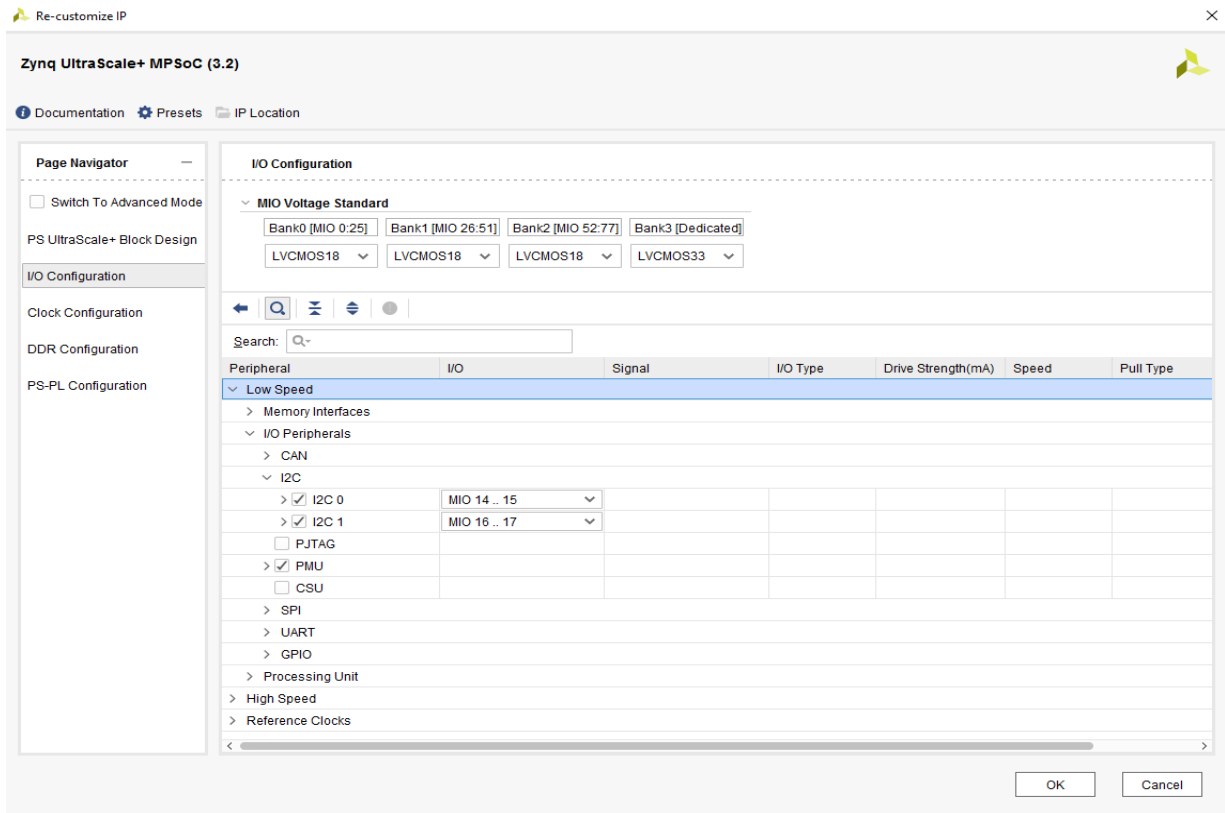 Re-customize IP
Zynq UltraScale+ MPSoC (3.2)
Documentation Presets IP Location
Page Navigator
Switch To Advanced Mode
PS UltraScale+ Block Design
I/O Configuration
Clock Configuration
DDR Configuration
PS-PL Configuration
I/O Configuration
MIO Voltage Standard
Bank0 [MIO 0:25] Bank1 [MIO 26:51] Bank2 [MIO 52:77] Bank3 [Dedicated]
LVCMOS18 LVCMOS18 LVCMOS18 LVCMOS33
Search:
Peripheral I/O Signal I/O Type Drive Strength(mA) Speed Pull Type
Low Speed
Memory Interfaces
I/O Peripherals
CAN
I2C
I2C 0 MIO 14 .. 15
I2C 1 MIO 16 .. 17
PJTAG
PMU
CSU
SPI
UART
GPIO
Processing Unit
High Speed
Reference Clocks
OK Cancel